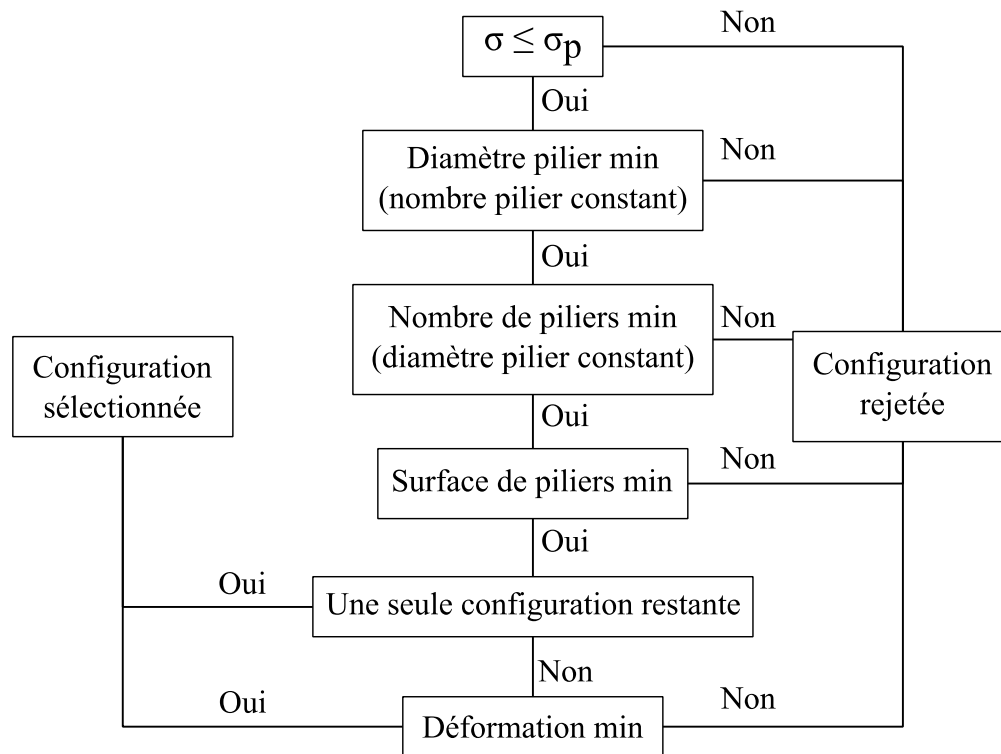 σ ≤ σp
Non
Oui
Diamètre pilier min
(nombre pilier constant)
Non
Oui
Nombre de piliers min
(diamètre pilier constant)
Non
Configuration
sélectionnée
Configuration
rejetée
Oui
Surface de piliers min
Non
Oui
Une seule configuration restante
Oui
Non
Déformation min
Oui
Non